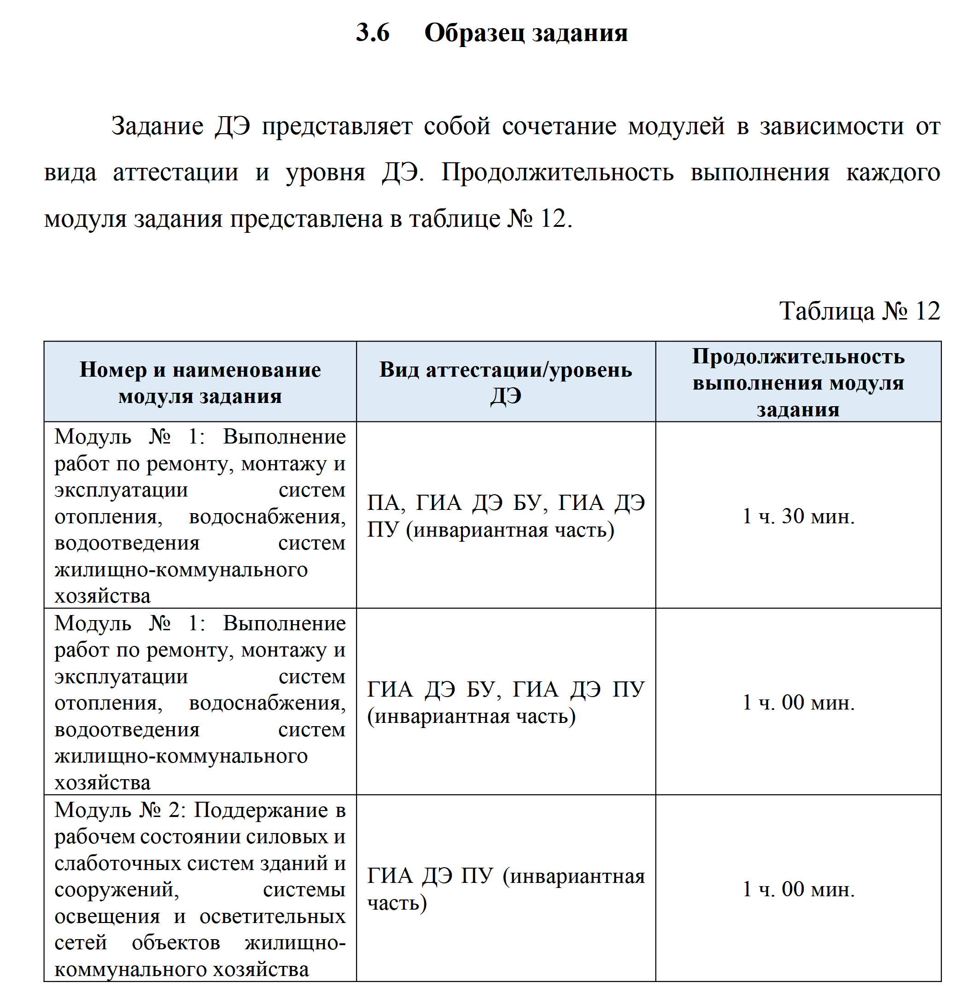 3.6 Образец задания
Задание ДЭ представляет собой сочетание модулей в зависимости от
вида аттестации и уровня ДЭ. Продолжительность выполнения каждого
модуля задания представлена в таблице № 12.
Таблица № 12
Номер и наименование
модуля задания
Вид аттестации/уровень
ДЭ
Продолжительность
выполнения модуля
задания
Модуль № 1: Выполнение
работ по ремонту, монтажу и
эксплуатации систем
отопления, водоснабжения,
водоотведения систем
жилищно-коммунального
хозяйства
ПА, ГИА ДЭ БУ, ГИА ДЭ
ПУ (инвариантная часть)
1 ч. 30 мин.
Модуль № 1: Выполнение
работ по ремонту, монтажу и
эксплуатации систем
отопления, водоснабжения,
водоотведения систем
жилищно-коммунального
хозяйства
ГИА ДЭ БУ, ГИА ДЭ ПУ
(инвариантная часть)
1 ч. 00 мин.
Модуль № 2: Поддержание в
рабочем состоянии силовых и
слаботочных систем зданий и
сооружений, системы
освещения и осветительных
сетей объектов жилищно-
коммунального хозяйства
ГИА ДЭ ПУ (инвариантная
часть)
1 ч. 00 мин.